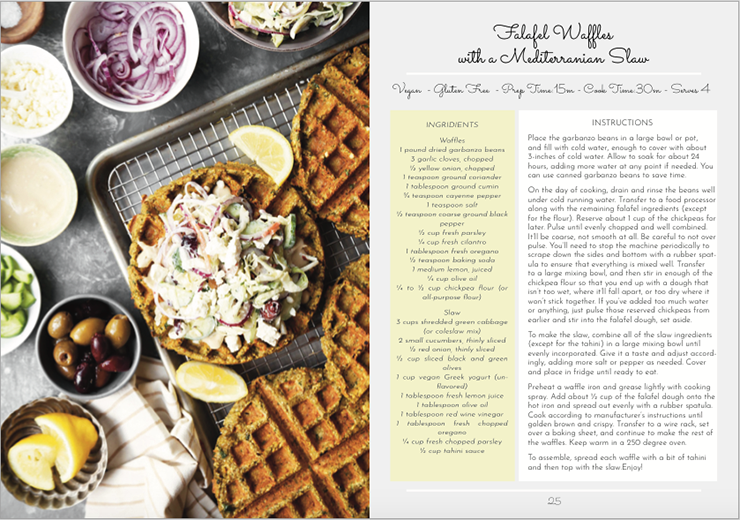 Falafel Waffles
with a Mediterranian Slaw
Vegan - Gluten Free - Prep Time:15m - Cook Time:30m - Serves 4
INGRIDIENTS
Waffles
1 pound dried garbanzo beans
3 garlic cloves, chopped
½ yellow onion, chopped
1 teaspoon ground coriander
1 tablespoon ground cumin
teaspoon cayenne pepper
1 teaspoon salt
½ teaspoon coarse ground black
pepper
cup fresh parsley
cup fresh cilantro
1 tablespoon fresh oregano
½ teaspoon baking soda
1 medium lemon, juiced
¼ cup olive oil
¼ to ½ cup chickpea flour (or
all-purpose flour)
Slaw
3 cups shredded green cabbage
(or coleslaw mix)
2 small cucumbers, thinly sliced
½ red onion, thinly sliced
½ cup sliced black and green
olives
1 cup vegan Greek yogurt (un-
flavored)
1 tablespoon fresh lemon juice
1 tablespoon olive oil
1 tablespoon red wine vinegar
1 tablespoon fresh chopped
oregano
¼ cup fresh chopped parsley
½ cup tahini sauce
INSTRUCTIONS
Place the garbanzo beans in a large bowl or pot,
and fill with cold water, enough to cover with about
3-inches of cold water. Allow to soak for about 24
hours, adding more water at any point if needed. You
can use canned garbanzo beans to save time.
On the day of cooking, drain and rinse the beans well
under cold running water. Transfer to a food processor
along with the remaining falafel ingredients (except
for the flour). Reserve about 1 cup of the chickpeas for
later. Pulse until evenly chopped and well combined.
It'll be coarse, not smooth at all. Be careful to not over
pulse. You'll need to stop the machine periodically to
scrape down the sides and bottom with a rubber spat-
ula to ensure that everything is mixed well. Transfer
to a large mixing bowl, and then stir in enough of the
chickpea flour so that you end up with a dough that
isn't too wet, where it'll fall apart, or too dry where it
won't stick together. If you've added too much water
or anything, just pulse those reserved chickpeas from
earlier and stir into the falafel dough, set aside.
To make the slaw, combine all of the slaw ingredients
(except for the tahini) in a large mixing bowl until
evenly incorporated. Give it a taste and adjust accord-
ingly, adding more salt or pepper as needed. Cover
and place in fridge until ready to eat.
Preheat a waffle iron and grease lightly with cooking
spray. Add about ½ cup of the falafel dough onto the
hot iron and spread out evenly with a rubber spatula.
Cook according to manufacturer's instructions until
golden brown and crispy. Transfer to a wire rack, set
over a baking sheet, and continue to make the rest of
the waffles. Keep warm in a 250 degree oven.
To assemble, spread each waffle with a bit of tahini
and then top with the slaw.Enjoy!
25